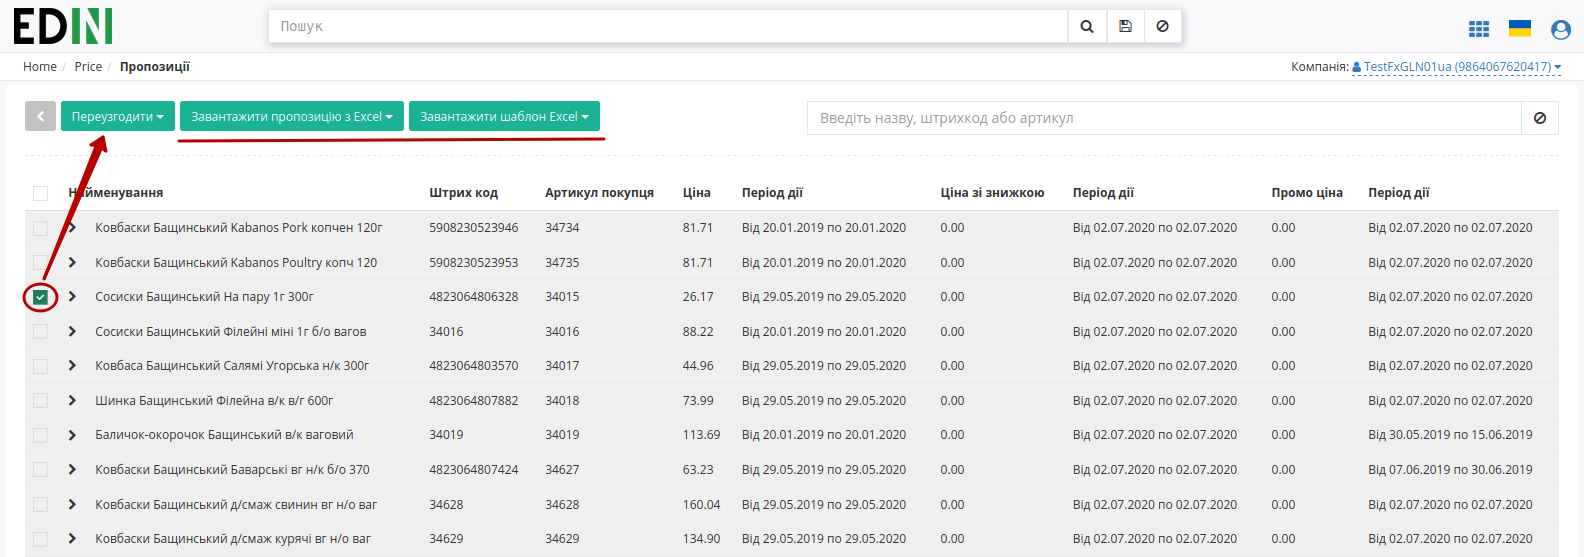 EDIN
Пошук
Home / Price / Пропозиції
Компанія: TestFxGLN01ua (9864067620417)
Переузгодити
Завантажити пропозицію з Excel
Завантажити шаблон Excel
Введіть назву, штрихкод або артикул
Найменування Штрих код Артикул покупця Ціна Період дії Ціна зі знижкою Період дії Промо ціна Період дії
Ковбаски Бащинський Kabanos Pork копчен 120г 5908230523946 34734 81.71 Від 20.01.2019 по 20.01.2020 0.00 Від 02.07.2020 по 02.07.2020 0.00 Від 02.07.2020 по 02.07.2020
Ковбаски Бащинський Kabanos Poultry копч 120 5908230523953 34735 81.71 Від 20.01.2019 по 20.01.2020 0.00 Від 02.07.2020 по 02.07.2020 0.00 Від 02.07.2020 по 02.07.2020
Сосиски Бащинський На пару 1г 300г 4823064806328 34015 26.17 Від 29.05.2019 по 29.05.2020 0.00 Від 02.07.2020 по 02.07.2020 0.00 Від 02.07.2020 по 02.07.2020
Сосиски Бащинський Філейні міні 1г б/о вагов 34016 34016 88.22 Від 20.01.2019 по 20.01.2020 0.00 Від 02.07.2020 по 02.07.2020 0.00 Від 02.07.2020 по 02.07.2020
Ковбаса Бащинський Салямі Угорська н/к 300г 4823064803570 34017 44.96 Від 29.05.2019 по 29.05.2020 0.00 Від 02.07.2020 по 02.07.2020 0.00 Від 02.07.2020 по 02.07.2020
Шинка Бащинський Філейна в/к в/г 600г 4823064807882 34018 73.99 Від 29.05.2019 по 29.05.2020 0.00 Від 02.07.2020 по 02.07.2020 0.00 Від 02.07.2020 по 02.07.2020
Баличок-окорочок Бащинський в/к ваговий 34019 34019 113.69 Від 20.01.2019 по 20.01.2020 0.00 Від 02.07.2020 по 02.07.2020 0.00 Від 30.05.2019 по 15.06.2019
Ковбаски Бащинський Баварські вг н/к б/о 370 4823064807424 34627 63.23 Від 29.05.2019 по 29.05.2020 0.00 Від 02.07.2020 по 02.07.2020 0.00 Від 07.06.2019 по 30.06.2019
Ковбаски Бащинський д/смаж свинин вг н/о ваг 34628 34628 160.04 Від 29.05.2019 по 29.05.2020 0.00 Від 02.07.2020 по 02.07.2020 0.00 Від 02.07.2020 по 02.07.2020
Ковбаски Бащинський д/смаж курячі вг н/о ваг 34629 34629 134.90 Від 29.05.2019 по 29.05.2020 0.00 Від 02.07.2020 по 02.07.2020 0.00 Від 02.07.2020 по 02.07.2020